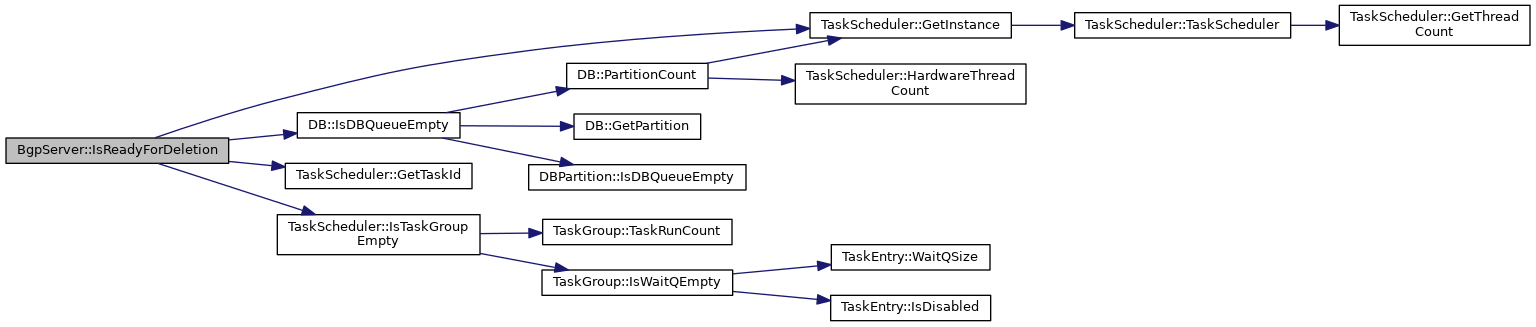 TaskScheduler::GetThread
Count
TaskScheduler::GetInstance
TaskScheduler::TaskScheduler
DB::PartitionCount
TaskScheduler::HardwareThread
Count
DB::IsDBQueueEmpty
DB::GetPartition
BgpServer::IsReadyForDeletion
TaskScheduler::GetTaskId
DBPartition::IsDBQueueEmpty
TaskScheduler::IsTaskGroup
Empty
TaskGroup::TaskRunCount
TaskEntry::WaitQSize
TaskGroup::IsWaitQEmpty
TaskEntry::IsDisabled